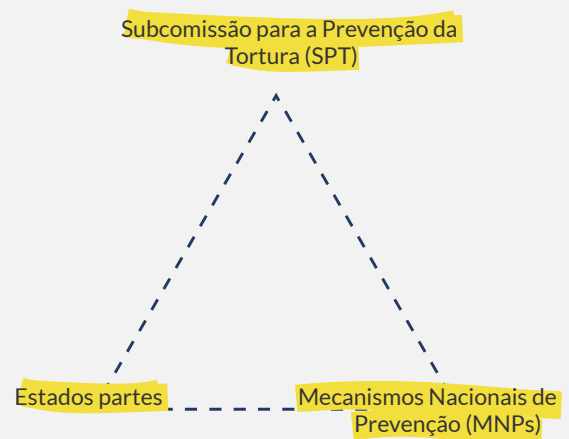 Subcomissão para a Prevenção da
Tortura (SPT)
Estados partes
Mecanismos Nacionais de
Prevenção (MNPs)